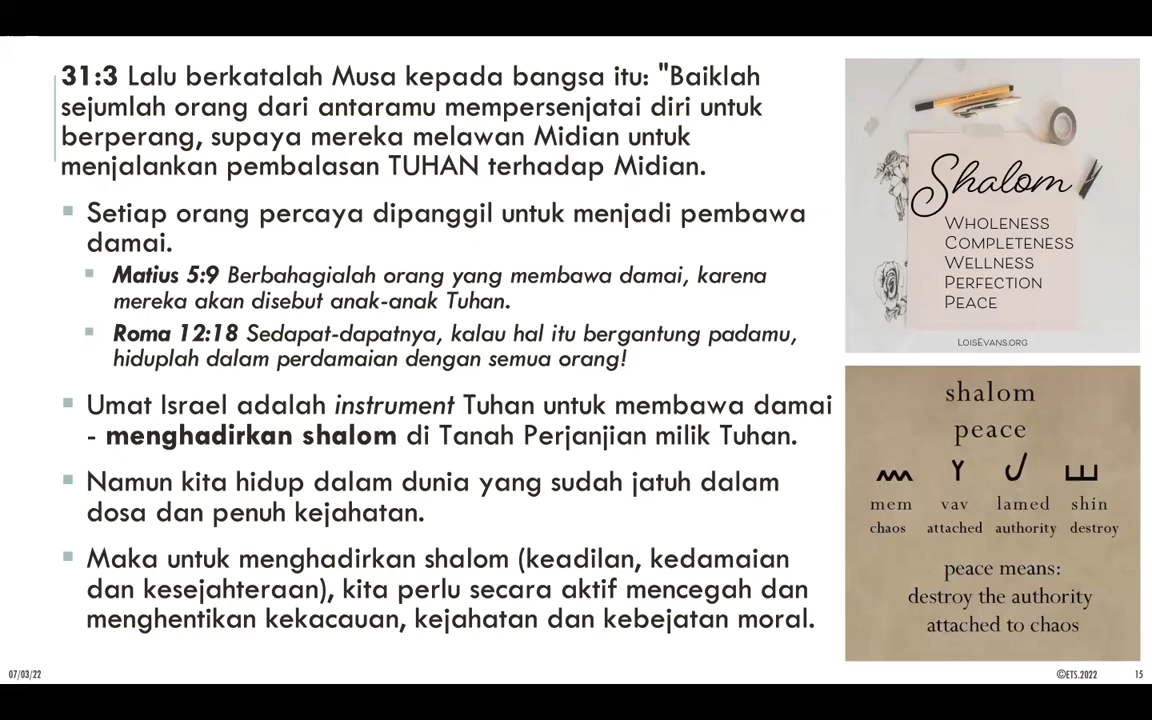 31:3 Lalu berkatalah Musa kepada bangsa itu: "Baiklah
sejumlah orang dari antaramu mempersenjatai diri untuk
berperang, supaya mereka melawan Midian untuk
menjalankan pembalasan TUHAN terhadap Midian.
Setiap orang percaya dipanggil untuk menjadi pembawa
damai.
Matius 5:9 Berbahagialah orang yang membawa damai, karena
mereka akan disebut anak-anak Tuhan.
Roma 12:18 Sedapat-dapatnya, kalau hal itu bergantung padamu,
hiduplah dalam perdamaian dengan semua orang!
Umat Israel adalah instrument Tuhan untuk membawa damai
- menghadirkan shalom di Tanah Perjanjian milik Tuhan.
Namun kita hidup dalam dunia yang sudah jatuh dalam
dosa dan penuh kejahatan.
Maka untuk menghadirkan shalom (keadilan, kedamaian
dan kesejahteraan), kita perlu secara aktif mencegah dan
menghentikan kekacauan, kejahatan dan kebejatan moral.
Shalom
WHOLENESS
COMPLETENESS
WELLNESS
PERFECTION
PEACE
LOISEVANS.ORG
shalom
peace
mem vav lamed shin
chaos attached authority destroy
peace means:
destroy the authority
attached to chaos
07/03/22
©ETS.2022
15